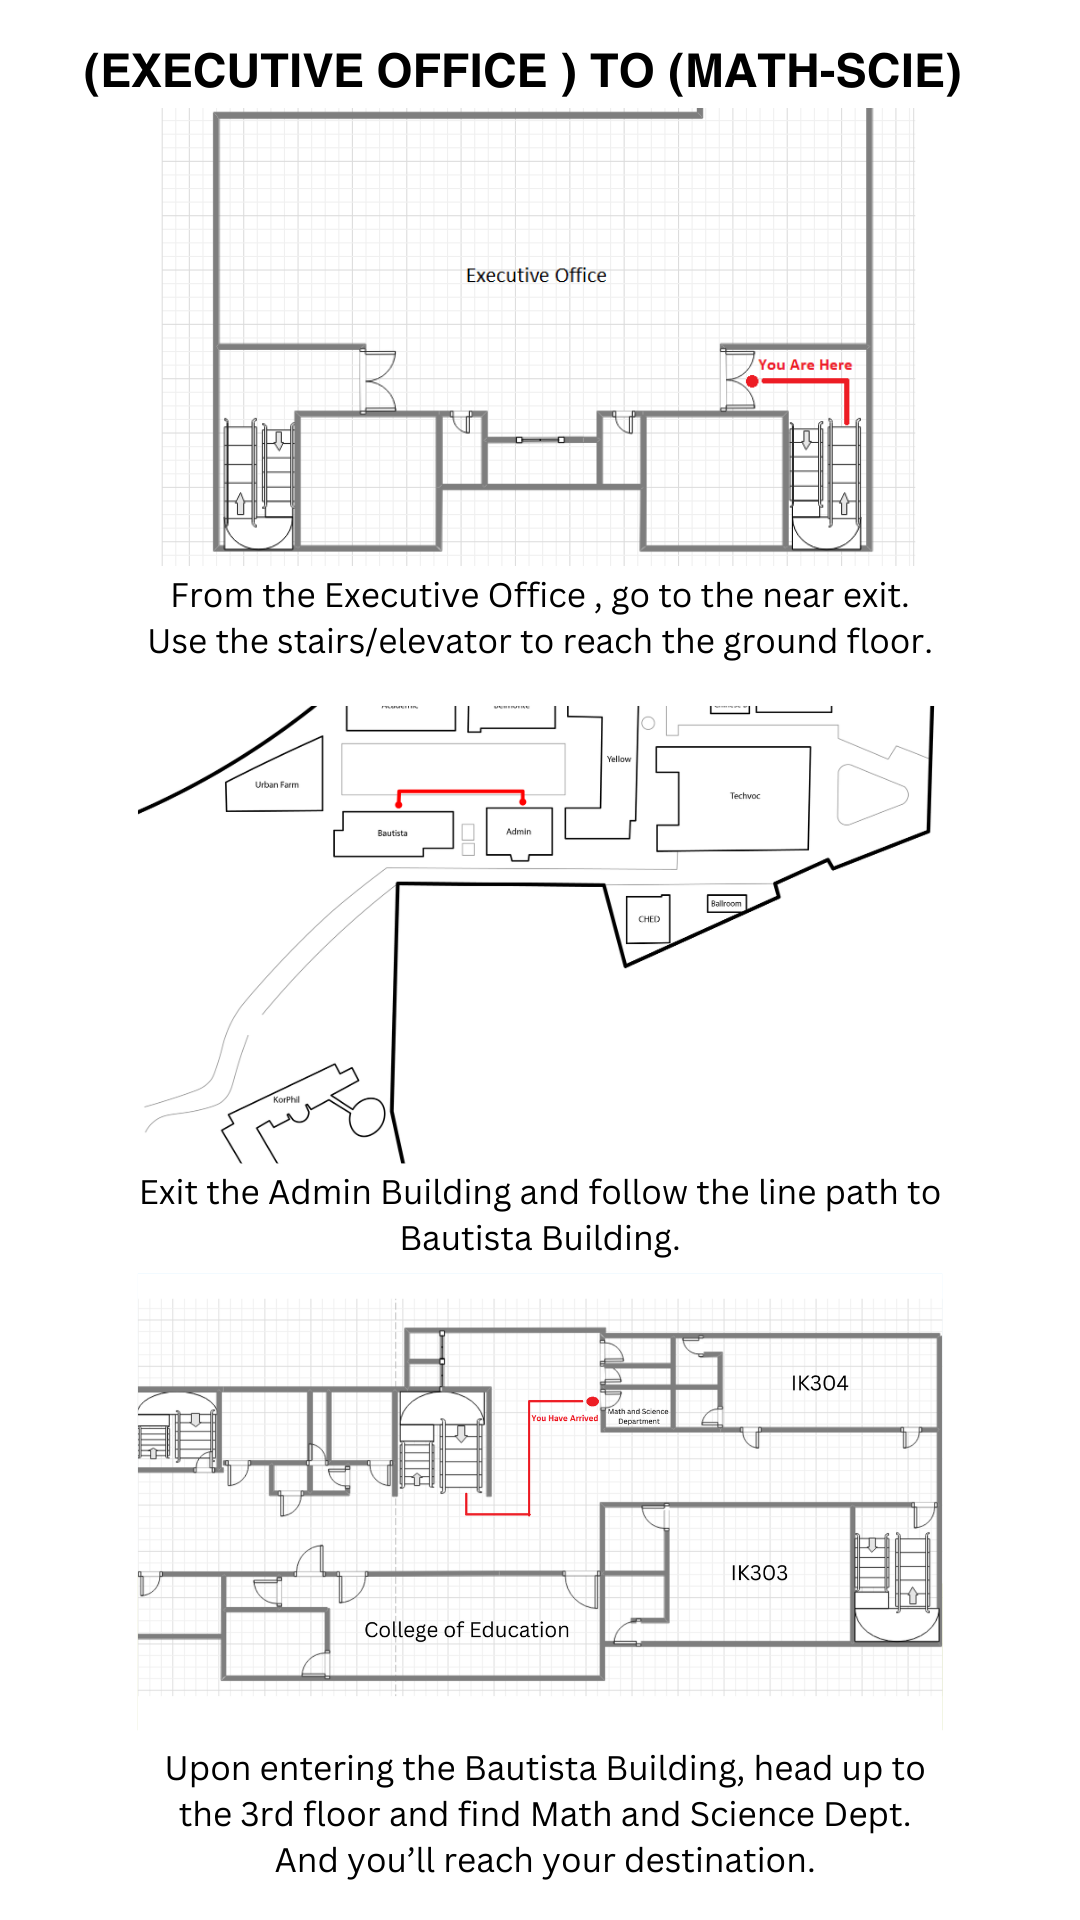 (EXECUTIVE OFFICE ) TO (MATH-SCIE)
Executive Office
You Are Here
From the Executive Office , go to the near exit.
Use the stairs/elevator to reach the ground floor.
Academic
Belmonte
Yellow
Urban Farm
Techvoc
Bautista
Admin
CHED
Ballroom
KorPhil
Exit the Admin Building and follow the line path to
Bautista Building.
IK304
Math and Science
Department
You Have Arrived
IK303
College of Education
Upon entering the Bautista Building, head up to
the 3rd floor and find Math and Science Dept.
And you’ll reach your destination.